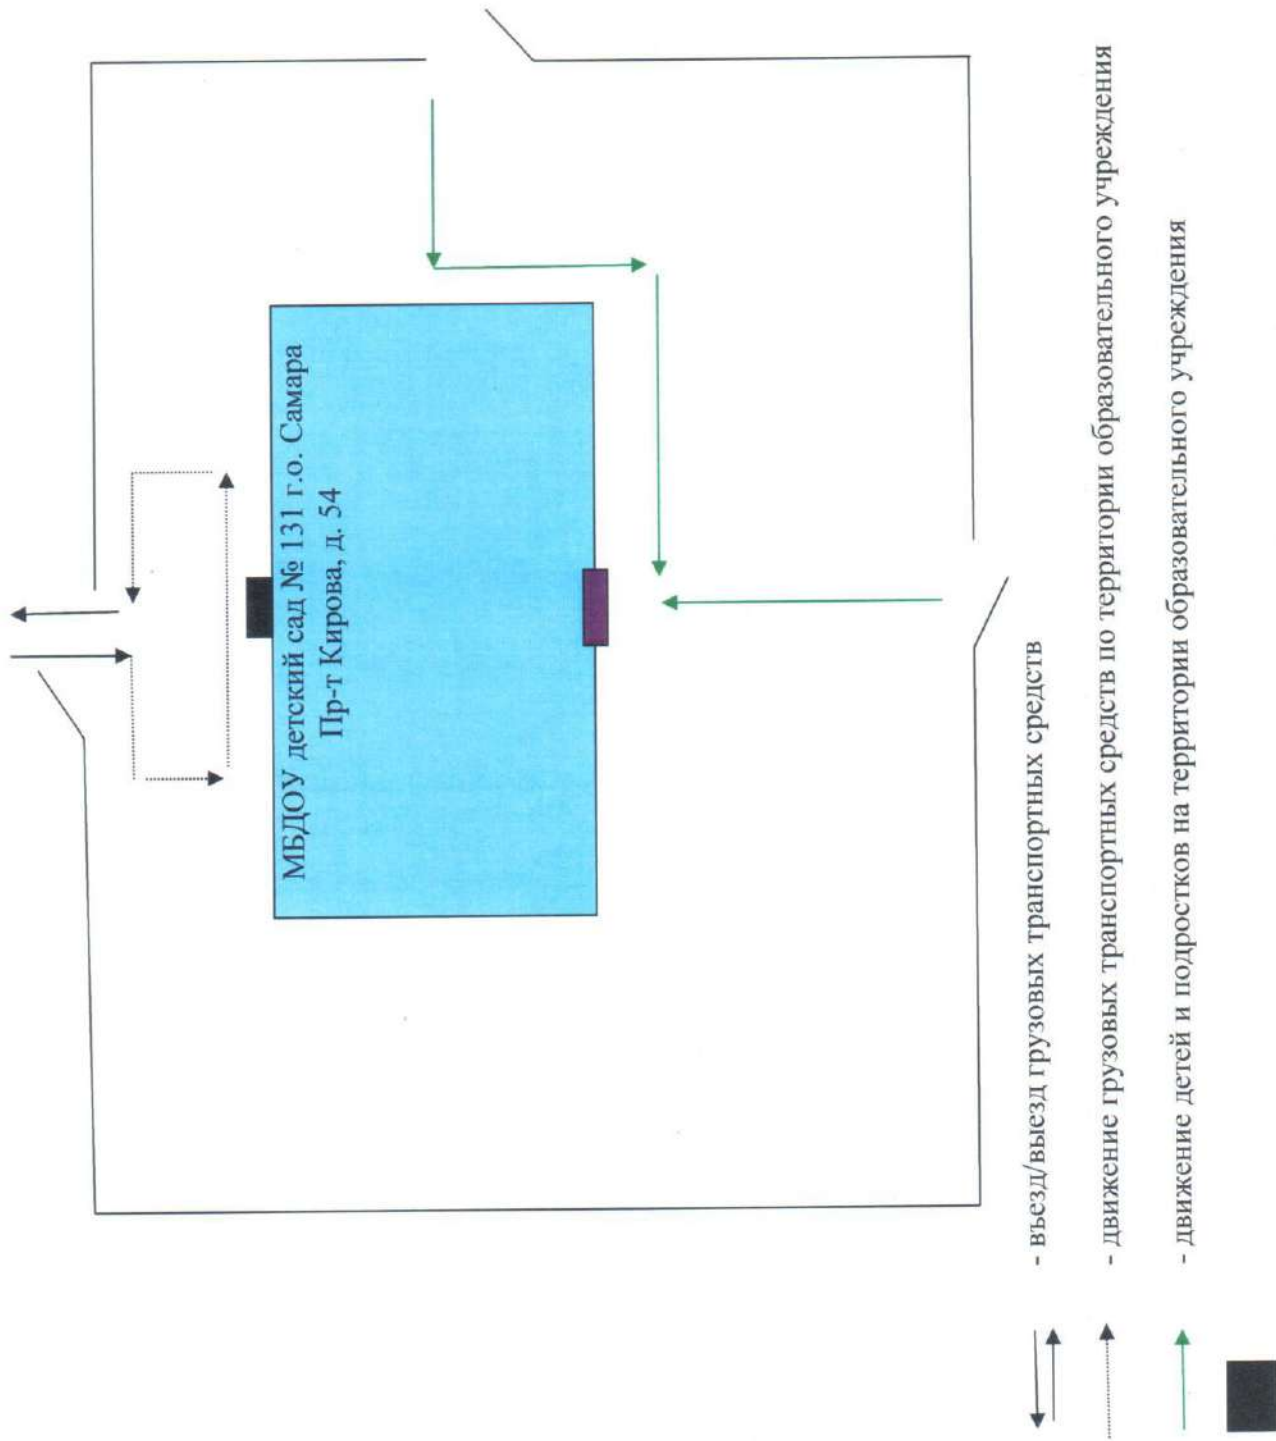 МБДОУ детский сад № 131 г.о. Самара
Пр-т Кирова, д. 54
- въезд/выезд грузовых транспортных средств
- движение грузовых транспортных средств по территории образовательного учреждения
- движение детей и подростков на территории образовательного учреждения